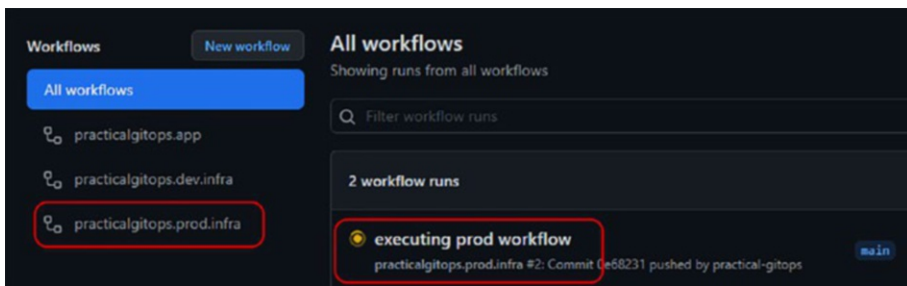 Workflows
New workflow
All workflows
practicalgitops.app
practicalgitops.dev.infra
practicalgitops.prod.infra
All workflows
Showing runs from all workflows
Filter workflow runs
2 workflow runs
executing prod workflow
practicalgitops.prod.infra #2: Commit 0e68231 pushed by practical-gitops
main